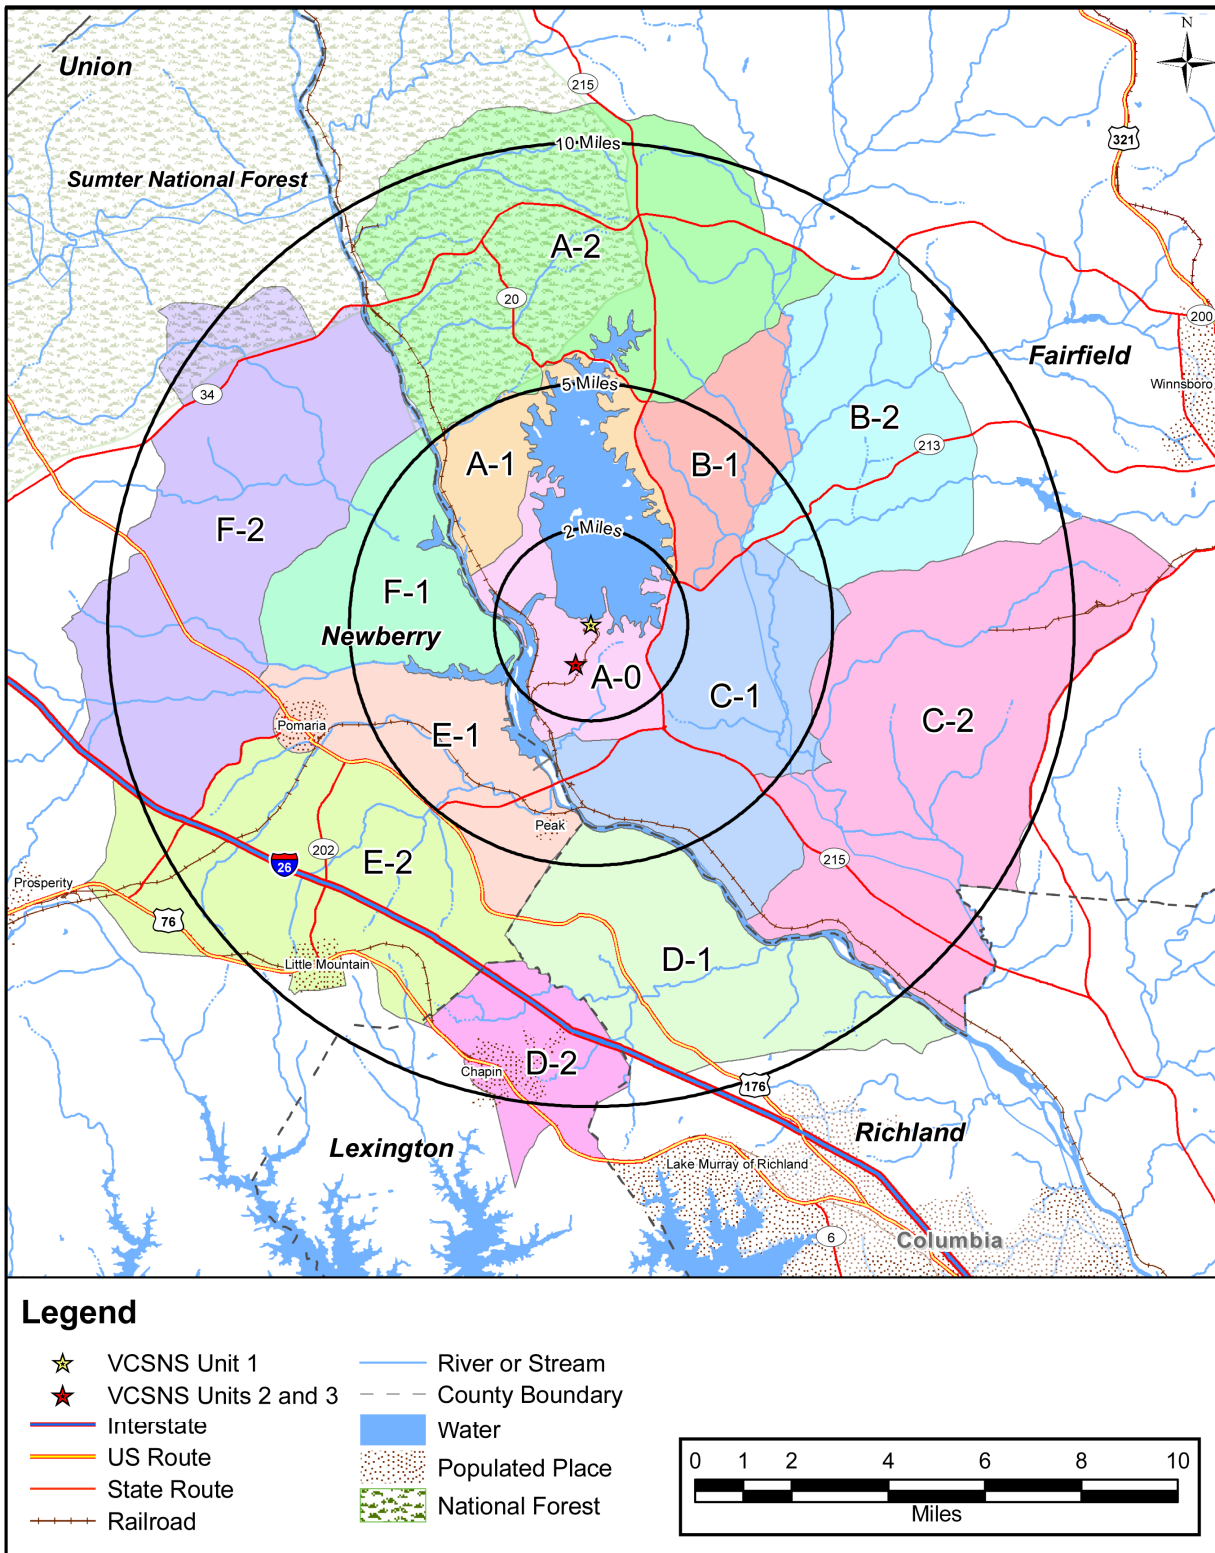 N
Union
215
321
10 Miles
Sumter National Forest
A-2
20
200
Fairfield
Winnsboro
5 Miles
34
B-2
213
A-1
B-1
F-2
2 Miles
F-1
Newberry
A-0
C-1
C-2
Pomaria
E-1
Peak
202
215
26
E-2
Prosperity
76
Little Mountain
D-1
Chapin
D-2
176
Richland
Lexington
Lake Murray of Richland
6
Columbia
Legend
VCSNS Unit 1
VCSNS Units 2 and 3
Interstate
US Route
State Route
Railroad
River or Stream
County Boundary
Water
Populated Place
National Forest
0 1 2 4 6 8 10
Miles